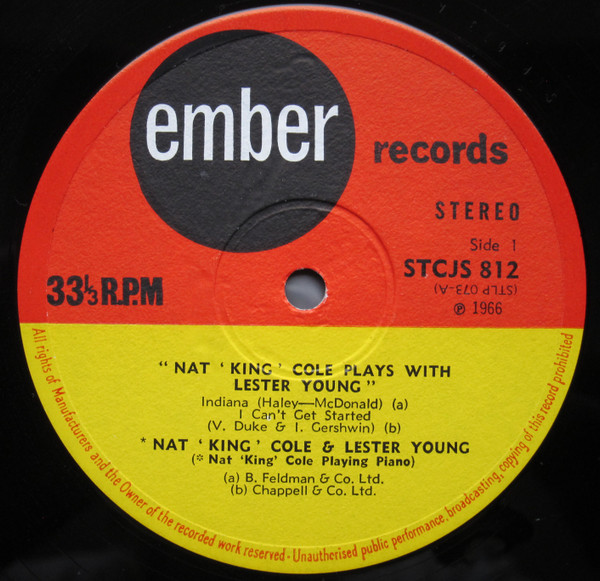 ember
records
STEREO
Side 1
STCJS 812
(STLP 073-A)
℗ 1966
33⅓ R.P.M
“ NAT ‘ KING ’ COLE PLAYS WITH
LESTER YOUNG ”
Indiana (Haley—McDonald) (a)
I Can't Get Started
(V. Duke & I. Gershwin) (b)
* NAT ‘ KING ’ COLE & LESTER YOUNG
(* Nat 'King' Cole Playing Piano)
(a) B. Feldman & Co. Ltd.
(b) Chappell & Co. Ltd.
All rights of Manufacturers and the Owner of the recorded work reserved - Unauthorised public performance, broadcasting, copying of this record prohibited